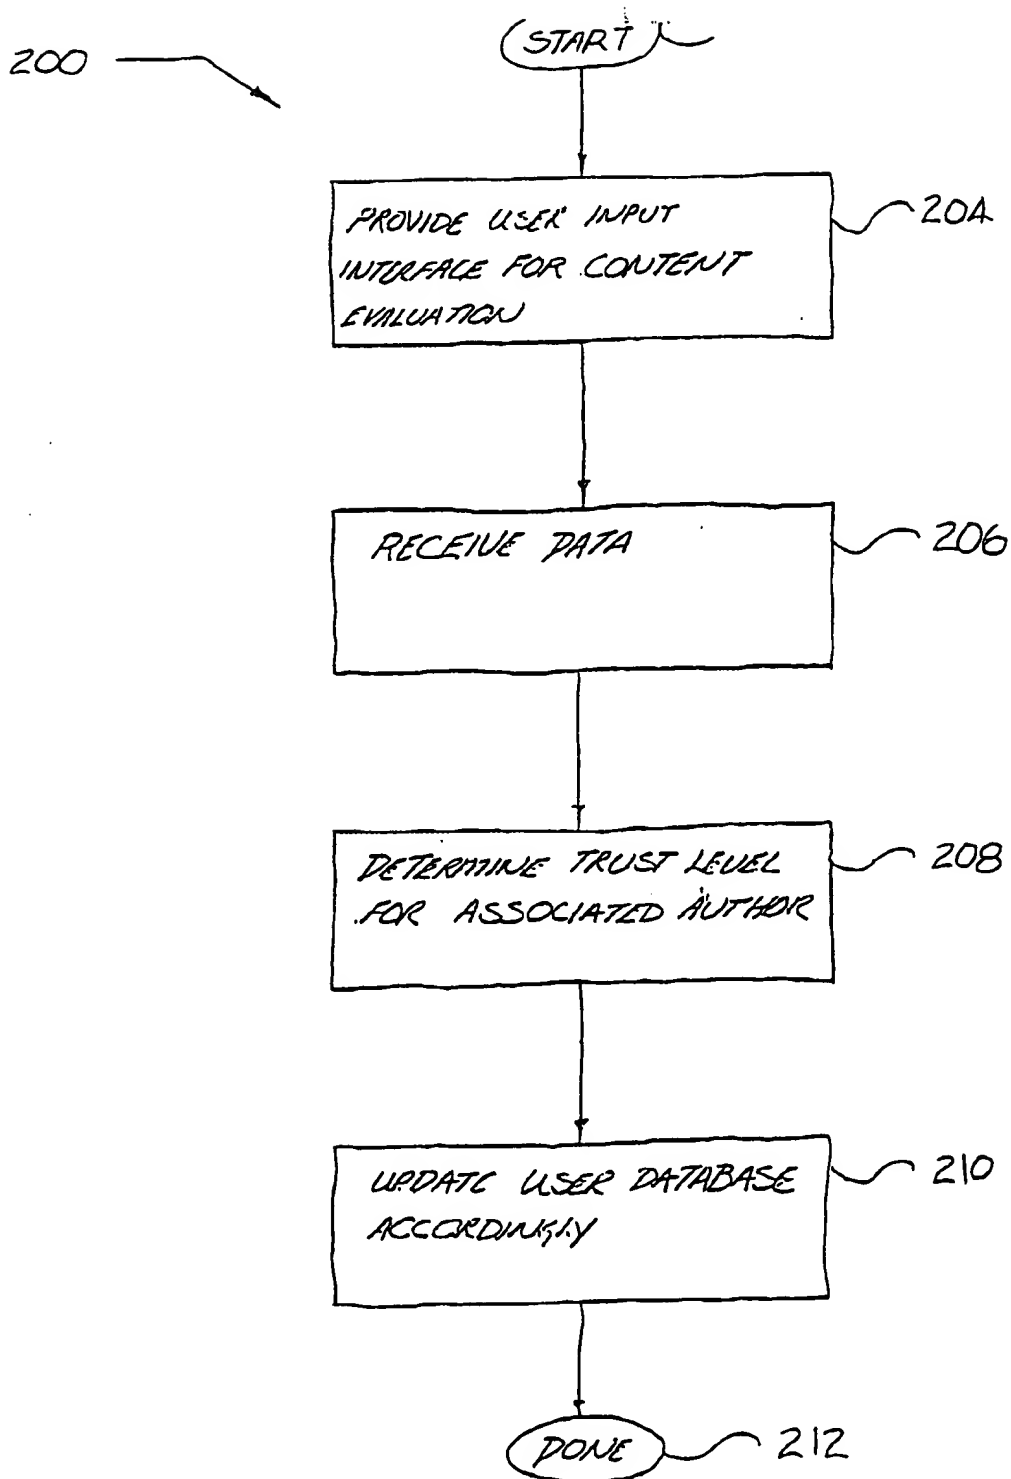 START
200
PROVIDE USER INPUT
INTERFACE FOR CONTENT
EVALUATION
204
RECEIVE DATA
206
DETERMINE TRUST LEVEL
FOR ASSOCIATED AUTHOR
208
UPDATE USER DATABASE
ACCORDINGLY
210
DONE
212